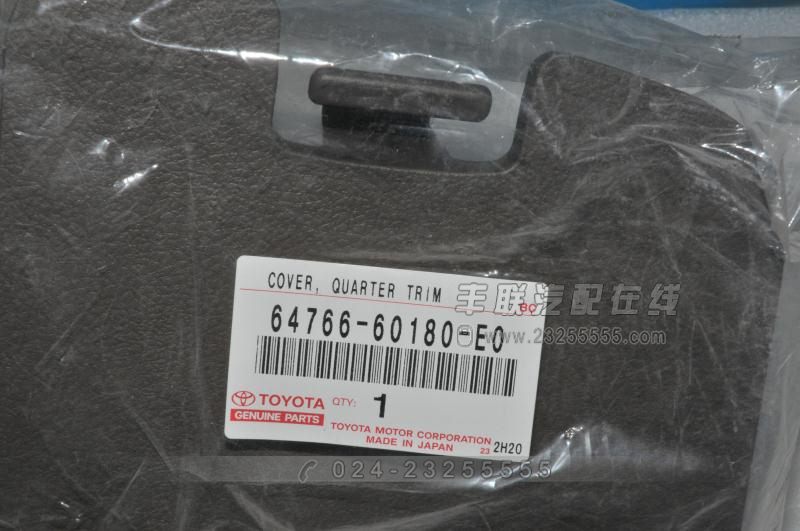 COVER, QUARTER TRIM
BO
64766-60180-E0
丰联汽配在线
www.23255555.com
TOYOTA
GENUINE PARTS
QTY: 1
TOYOTA MOTOR CORPORATION
MADE IN JAPAN
23 2H20
024-23255555